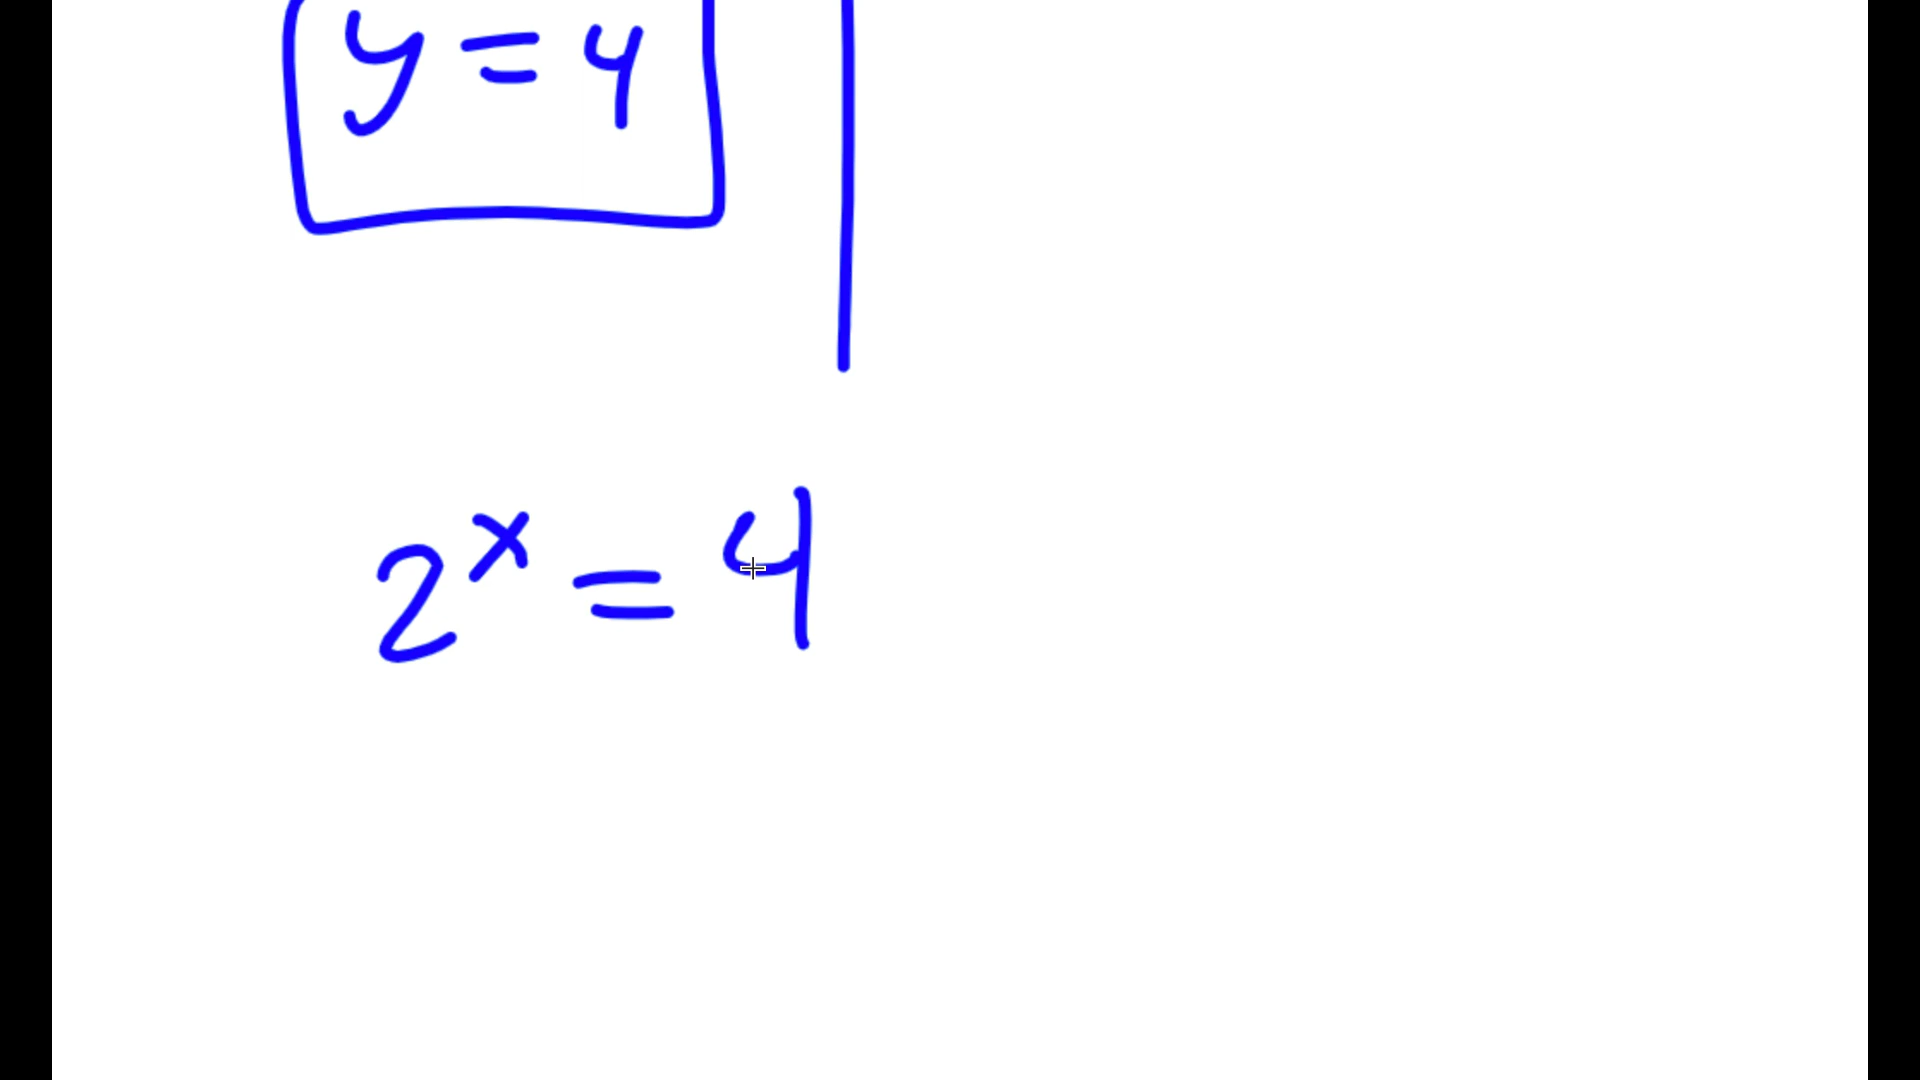 y = 4
2^x = 4